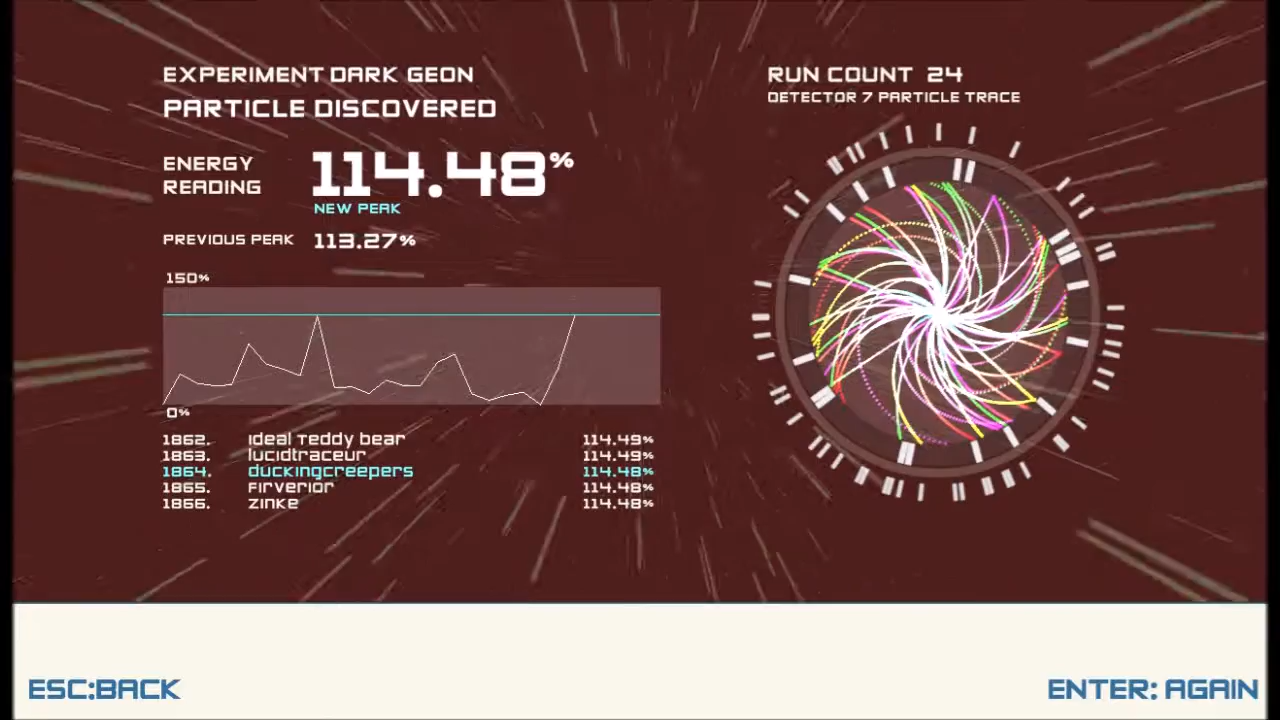 EXPERIMENT DARK GEON
PARTICLE DISCOVERED
ENERGY READING 114.48%
NEW PEAK
PREVIOUS PEAK 113.27%
150%
0%
1862. Ideal Teddy bear 114.49%
1863. lucidtraceur 114.49%
1864. duckingcreepers 114.48%
1865. Firverior 114.48%
1866. Zinke 114.48%
RUN COUNT 24
DETECTOR 7 PARTICLE TRACE
ESC:BACK
ENTER: AGAIN